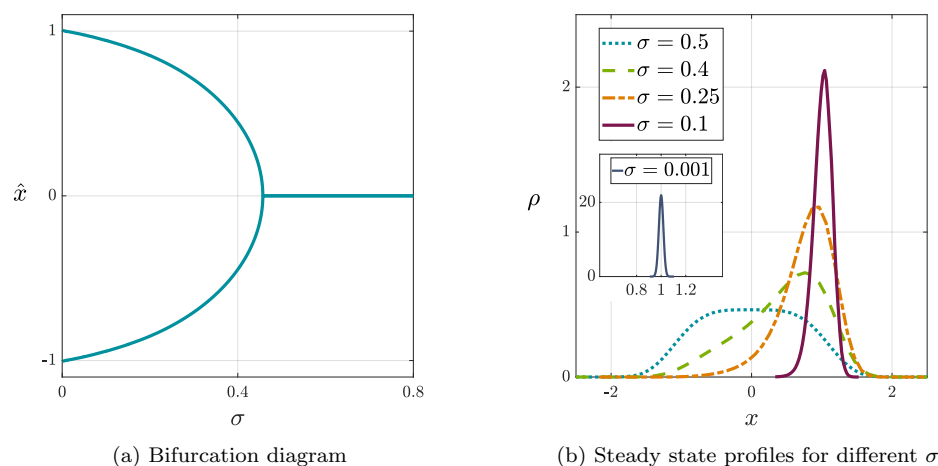 1
0
-1
x̂
0
0.4
0.8
σ
(a) Bifurcation diagram
2
1
0
ρ
σ = 0.5
σ = 0.4
σ = 0.25
σ = 0.1
σ = 0.001
20
0
0.8
1
1.2
-2
0
2
x
(b) Steady state profiles for different σ